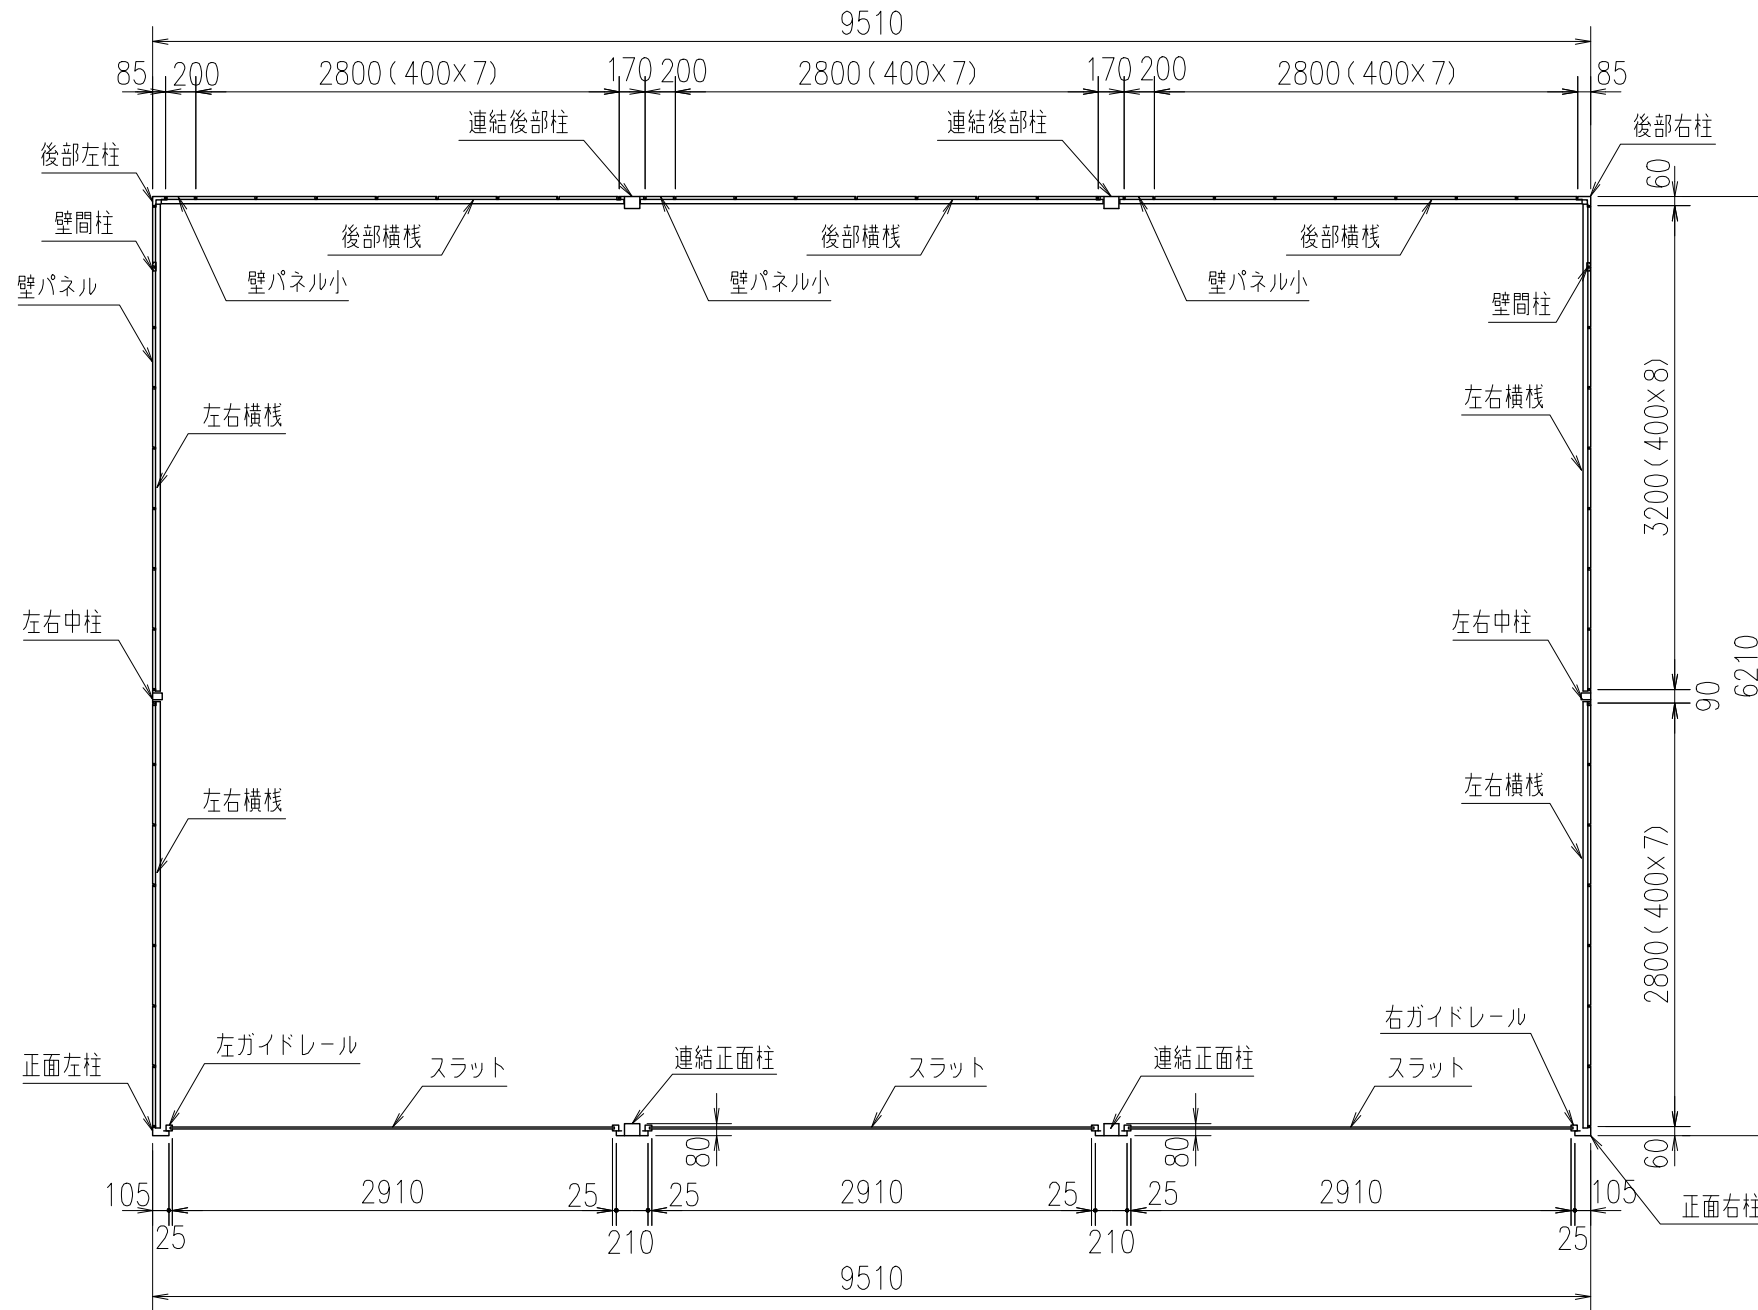 9510
85 200 2800(400×7) 170 200 2800(400×7) 170 200 2800(400×7) 85
連結後部柱 連結後部柱 後部右柱
後部左柱
60
壁間柱 後部横桟 後部横桟 後部横桟
壁パネル 壁パネル小 壁パネル小 壁パネル小
壁間柱
左右横桟 左右横桟
3200(400×8)
左右中柱 左右中柱
6210
90
左右横桟 左右横桟
2800(400×7)
左ガイドレール 右ガイドレール
正面左柱 スラット 連結正面柱 スラット 連結正面柱 スラット
80 80 60
105 2910 25 25 2910 25 25 2910 105
正面右柱
25 210 210 25
9510